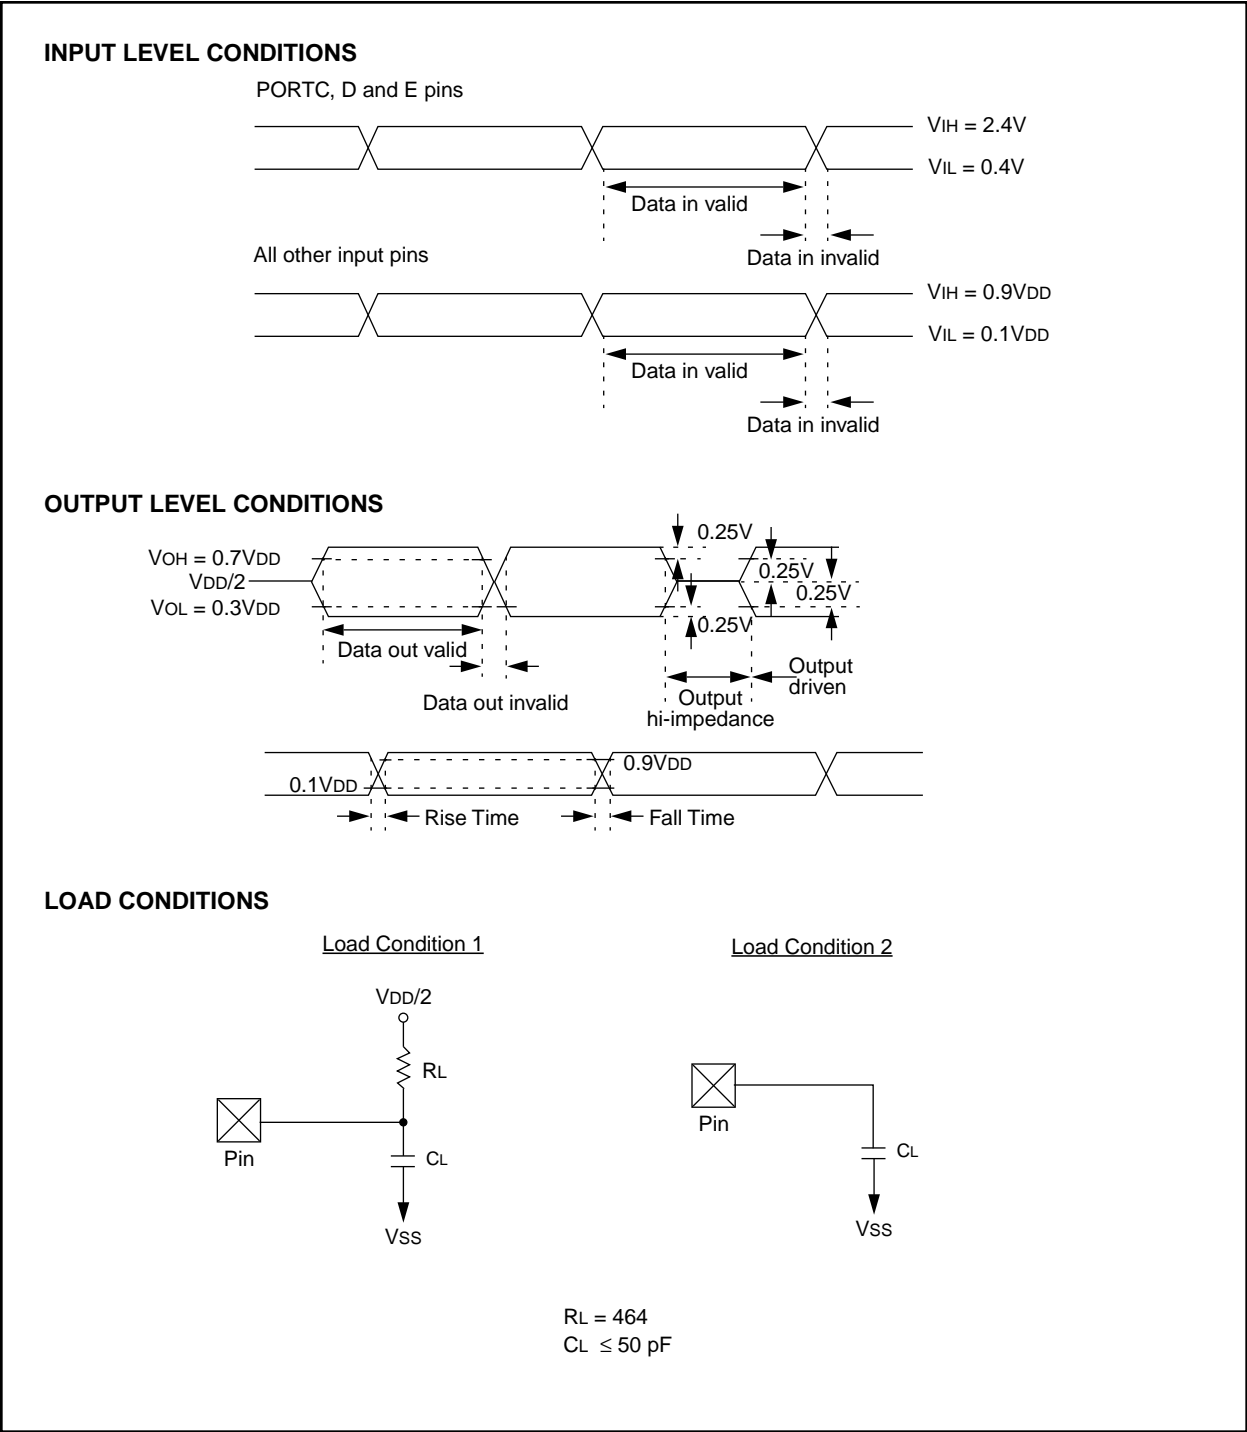 INPUT LEVEL CONDITIONS
PORTC, D and E pins
VIH = 2.4V
VIL = 0.4V
Data in valid
Data in invalid
All other input pins
VIH = 0.9VDD
VIL = 0.1VDD
Data in valid
Data in invalid
OUTPUT LEVEL CONDITIONS
0.25V
VOH = 0.7VDD
VDD/2
VOL = 0.3VDD
0.25V
0.25V
0.25V
Data out valid
Data out invalid
Output
driven
Output
hi-impedance
0.9VDD
0.1VDD
Rise Time
Fall Time
LOAD CONDITIONS
Load Condition 1
Load Condition 2
VDD/2
RL
Pin
CL
VSS
Pin
CL
VSS
RL = 464
CL ≤ 50 pF